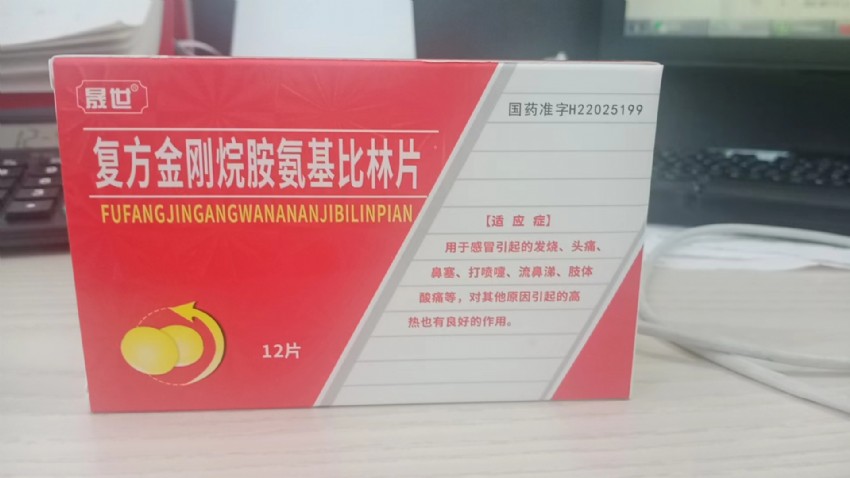 晟世®
国药准字H22025199
复方金刚烷胺氨基比林片
FUFANGJINGANGWANANANJIBILINPIAN
【适 应 症】
用于感冒引起的发烧、头痛、
鼻塞、打喷嚏、流鼻涕、肢体
酸痛等，对其他原因引起的高
热也有良好的作用。
12片